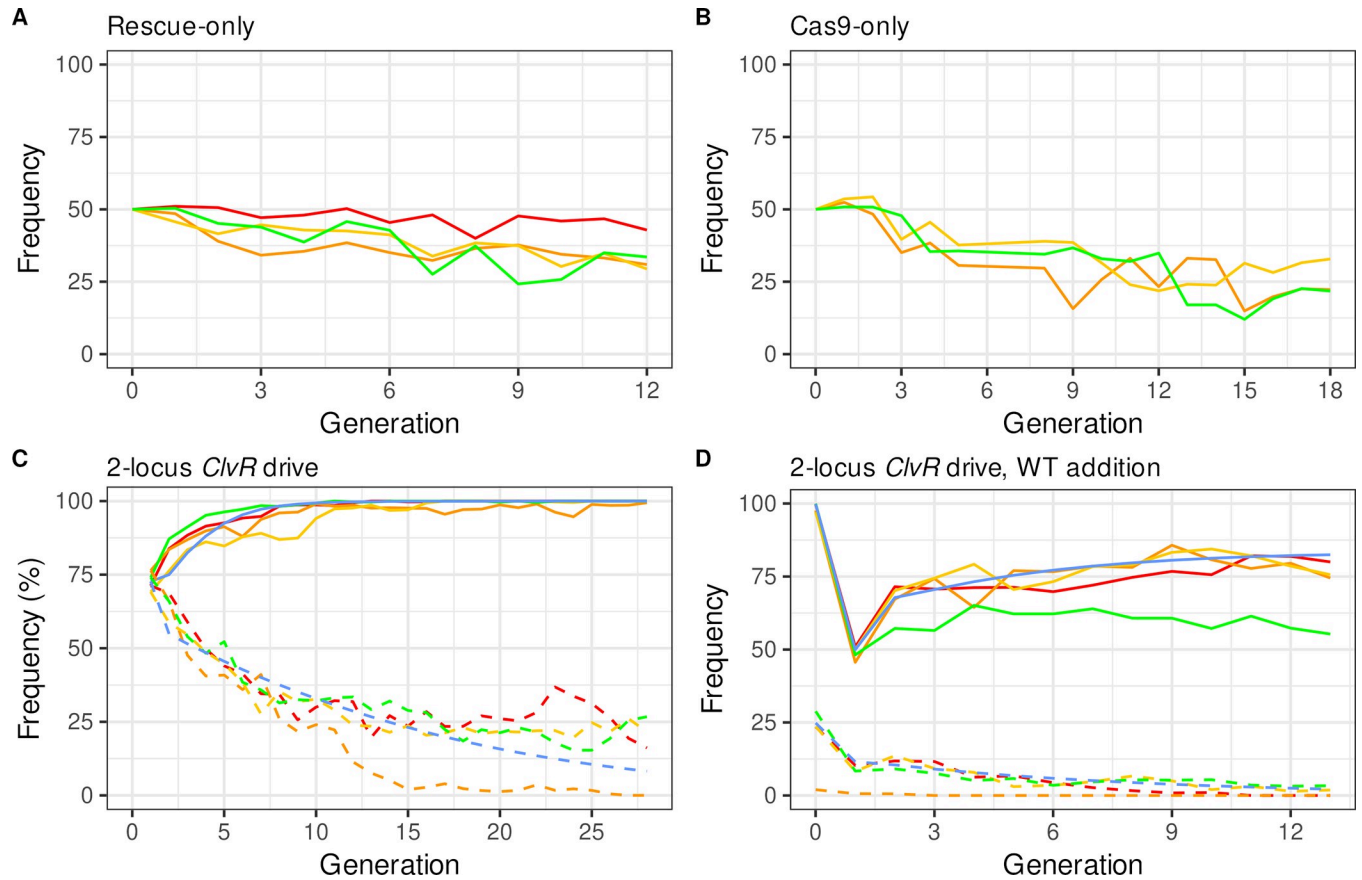 A
Rescue-only
100
75
50
25
0
Frequency
0 3 6 9 12
Generation
B
Cas9-only
100
75
50
25
0
Frequency
0 3 6 9 12 15 18
Generation
C
2-locus ClvR drive
100
75
50
25
0
Frequency (%)
0 5 10 15 20 25
Generation
D
2-locus ClvR drive, WT addition
100
75
50
25
0
Frequency
0 3 6 9 12
Generation